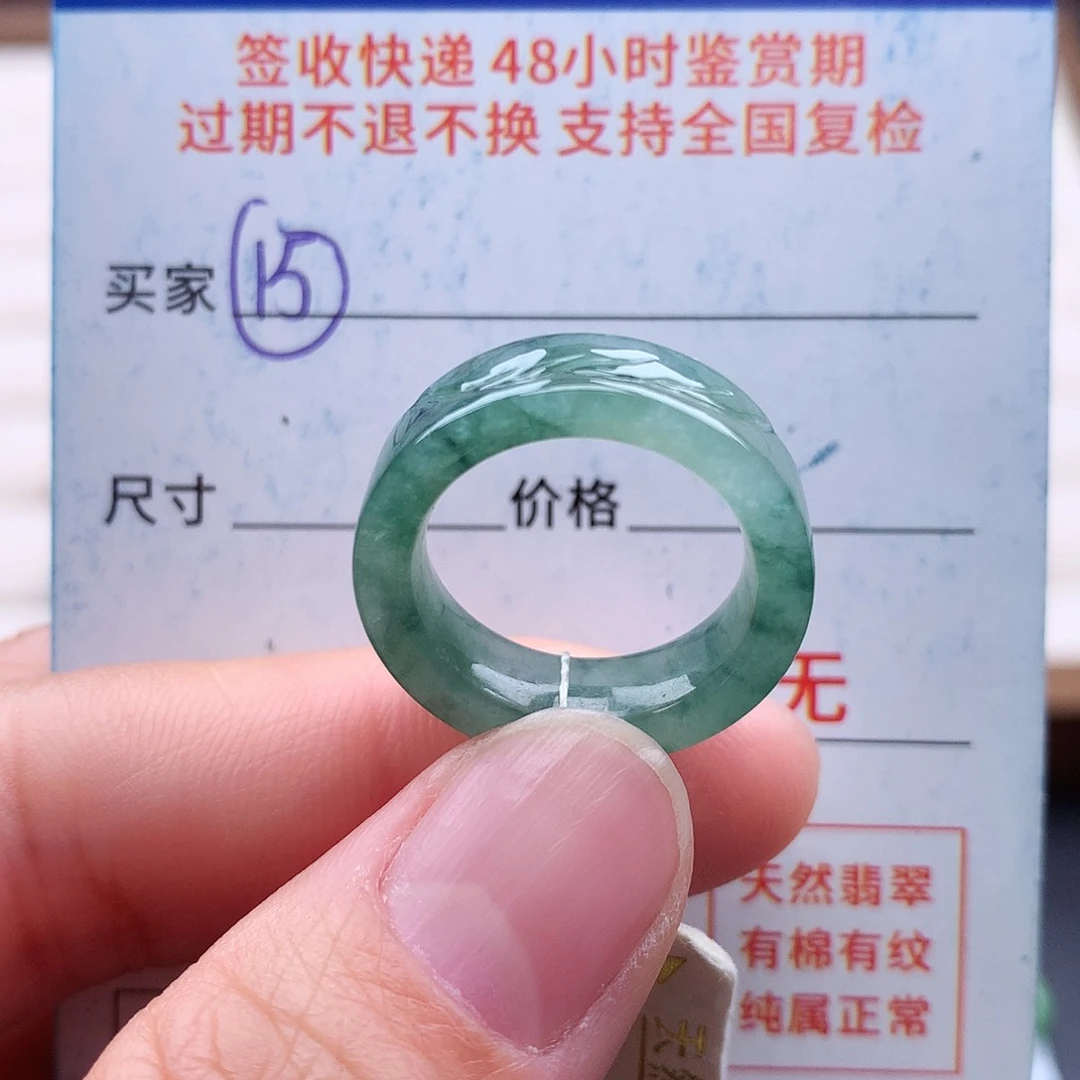 签收快递 48小时鉴赏期
过期不退不换 支持全国复检
买家 15
尺寸 价格
无
天然翡翠
有棉有纹
纯属正常